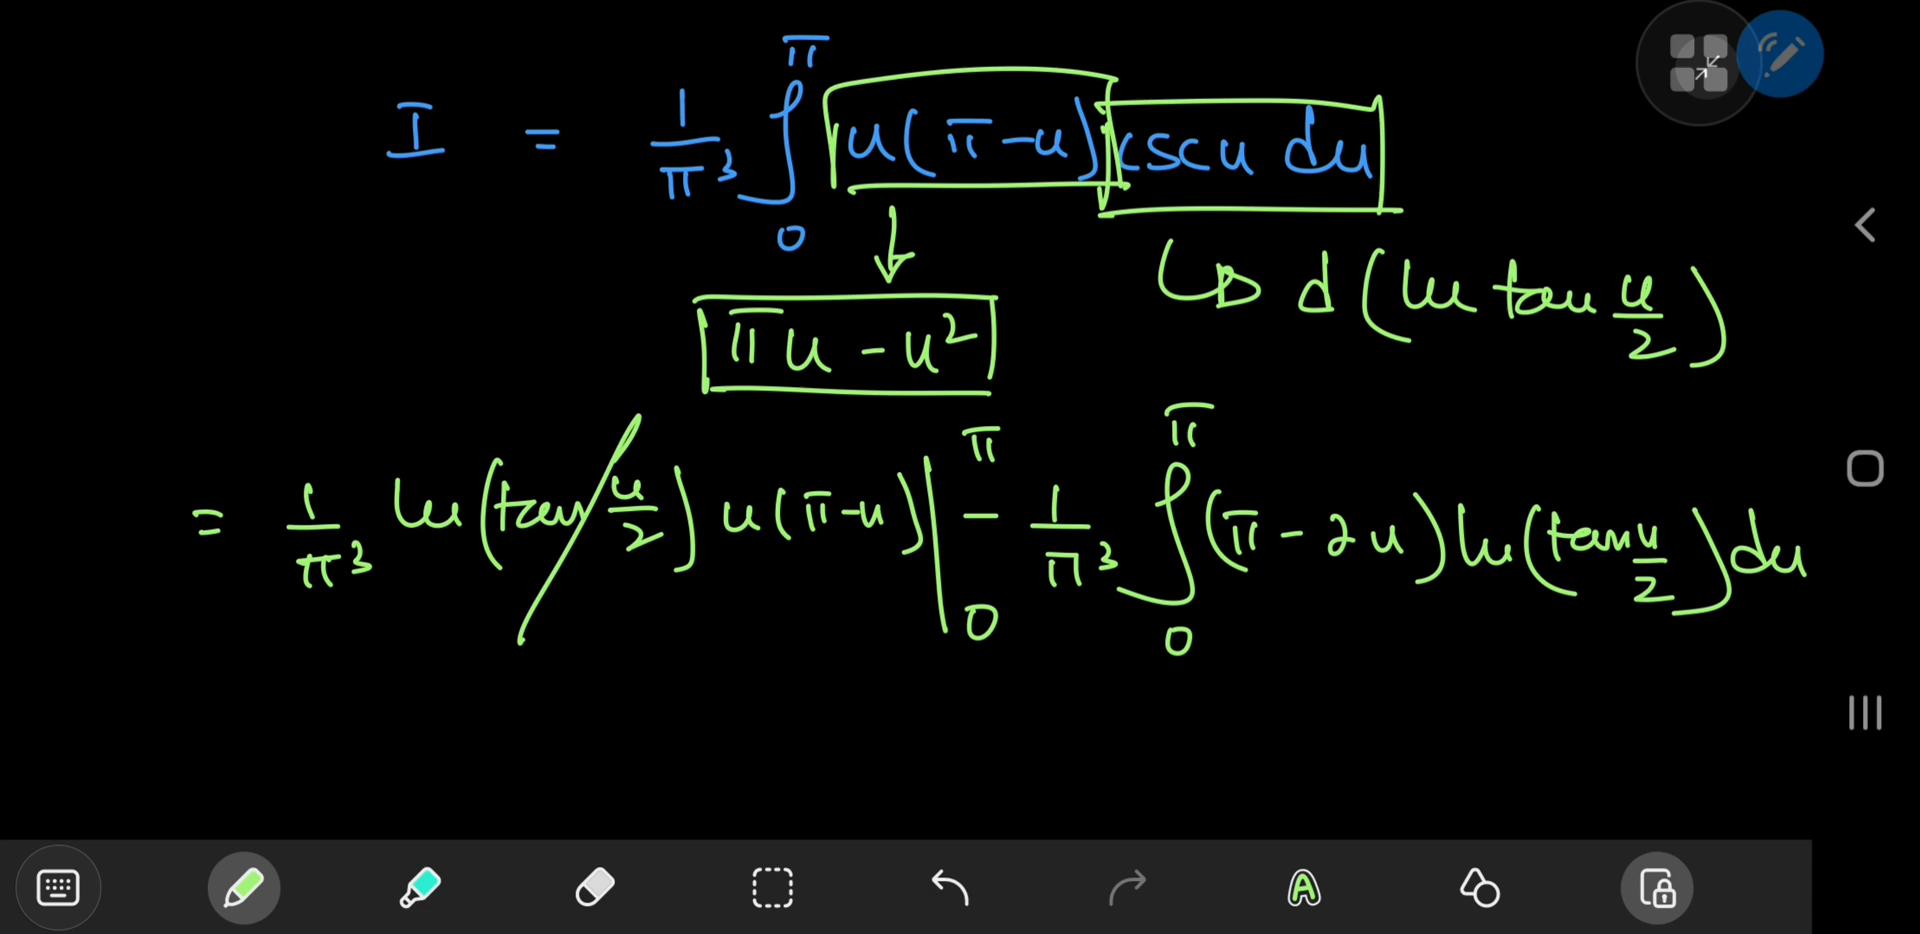 I = 1/π³ ∫₀^π u(π-u) csc u du
πu - u²
↳ d(ln tan u/2)
= 1/π³ ln(tan u/2) u(π-u) |₀^π - 1/π³ ∫₀^π (π - 2u) ln(tan u/2) du
A